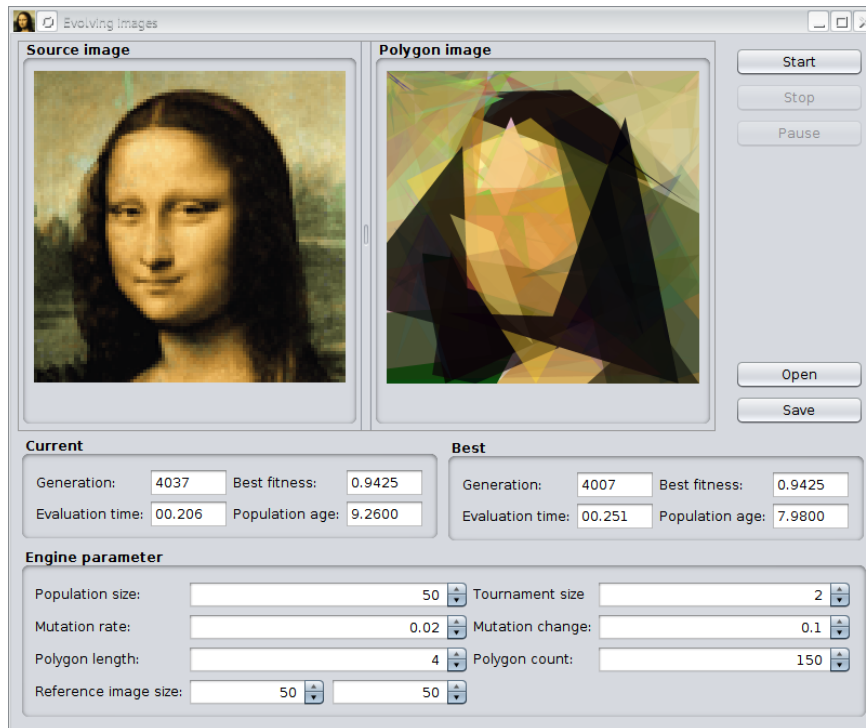 Evolving Images
Source image
Polygon image
Start
Stop
Pause
Open
Save
Current
Generation: 4037 Best fitness: 0.9425
Evaluation time: 00.206 Population age: 9.2600
Best
Generation: 4007 Best fitness: 0.9425
Evaluation time: 00.251 Population age: 7.9800
Engine parameter
Population size: 50 Tournament size 2
Mutation rate: 0.02 Mutation change: 0.1
Polygon length: 4 Polygon count: 150
Reference image size: 50 50